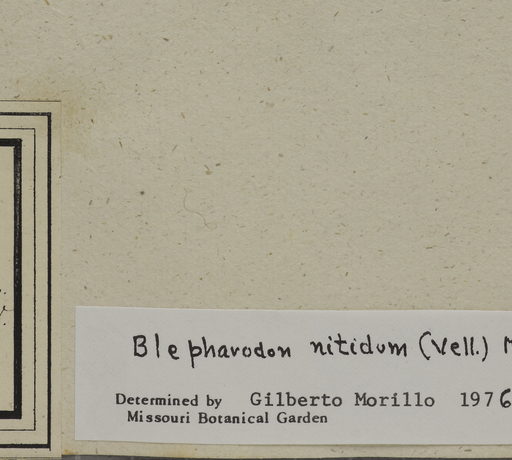 Blepharodon nitidum (Vell.)
Determined by Gilberto Morillo 1976
Missouri Botanical Garden